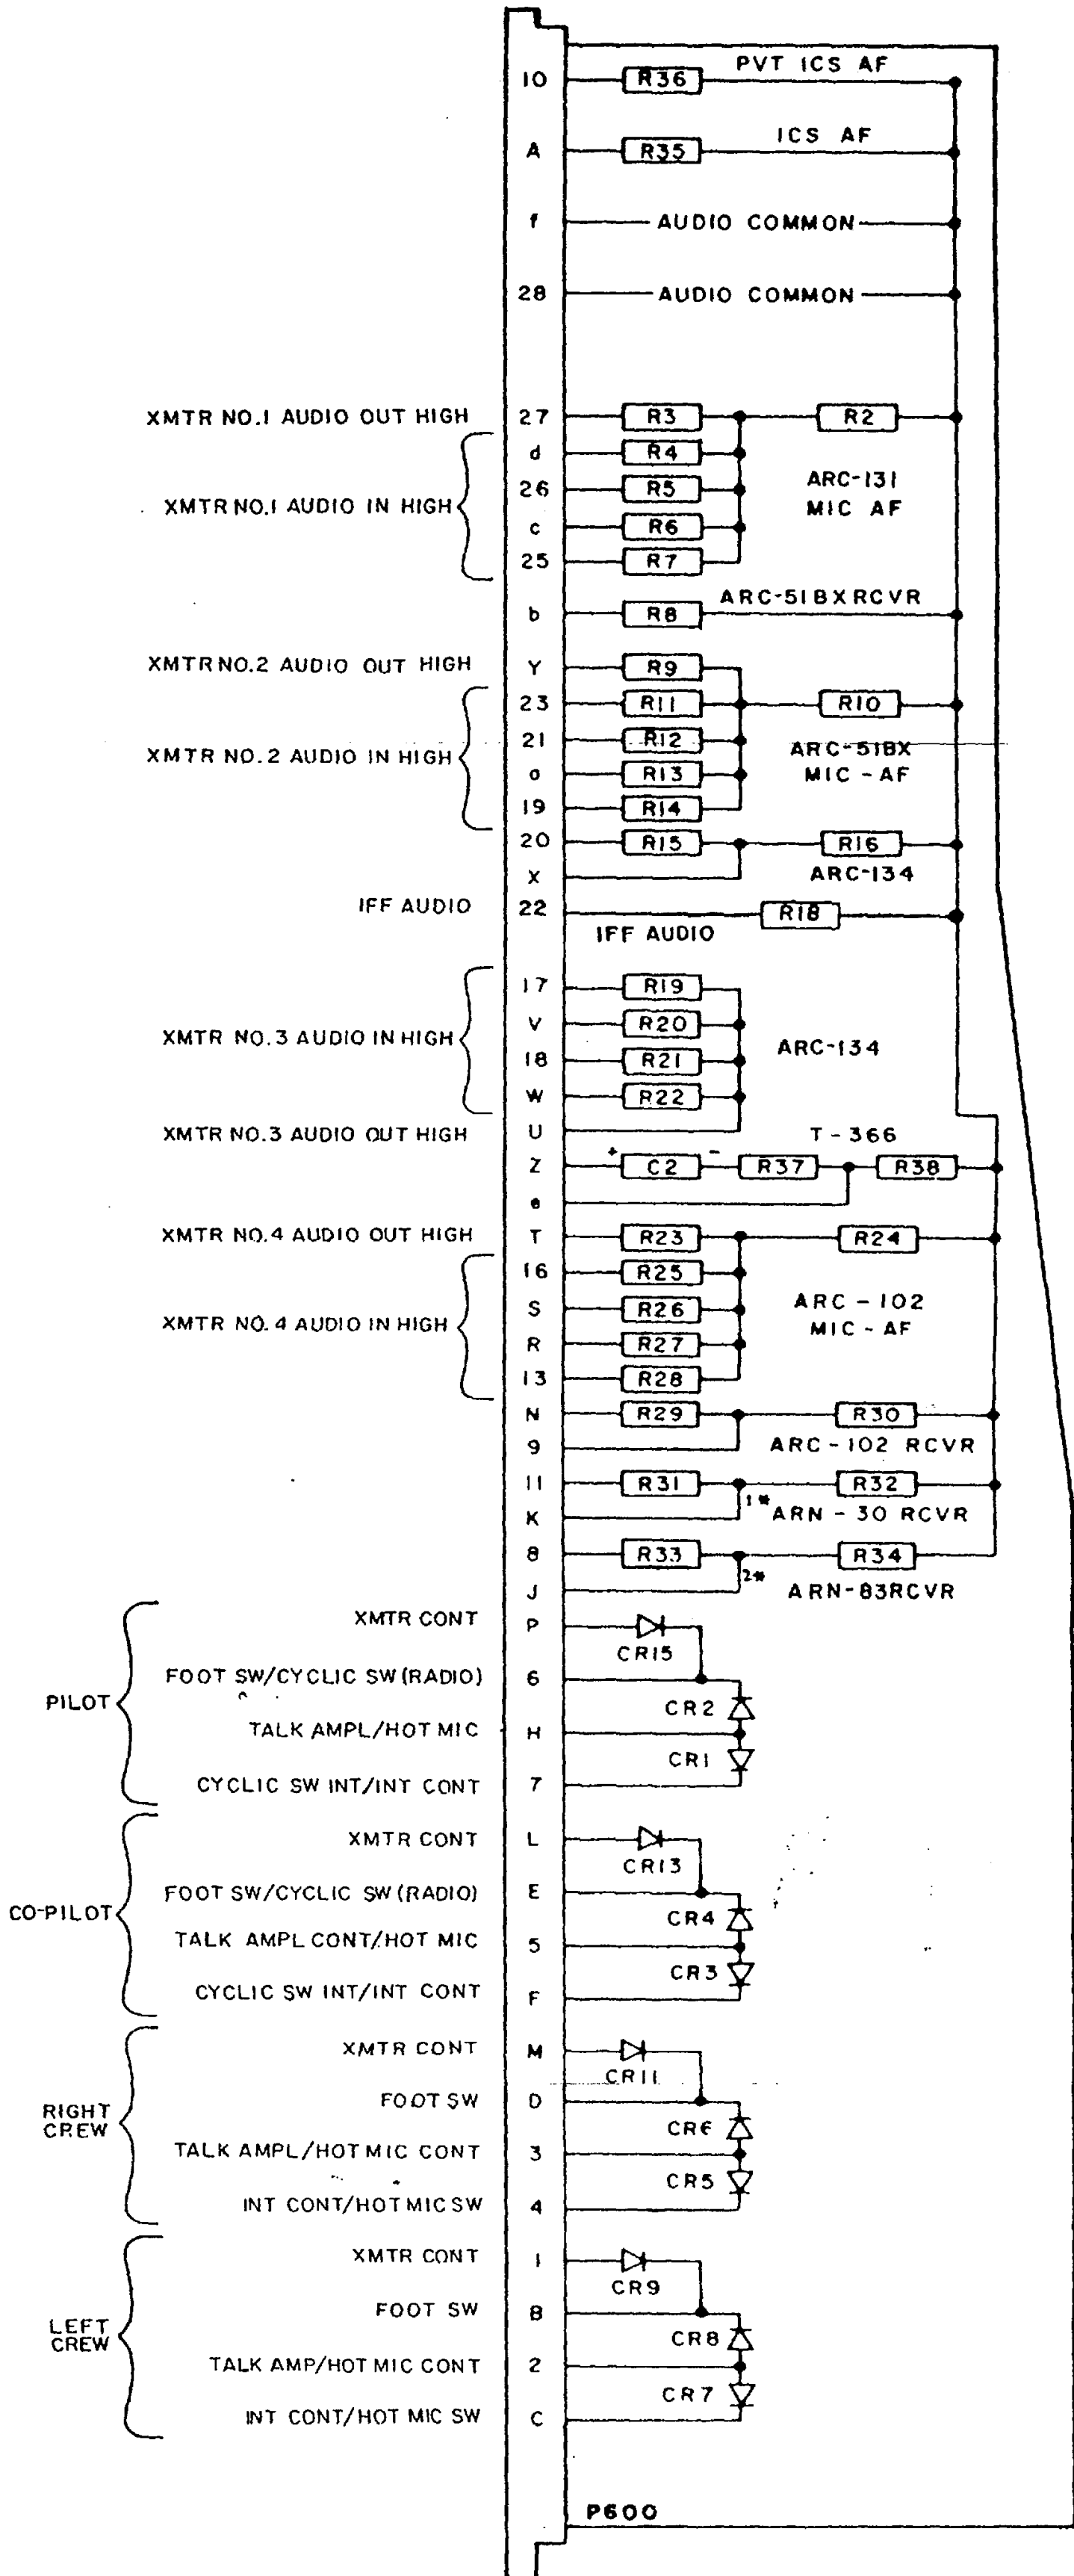 10 R36 PVT ICS AF
A R35 ICS AF
f AUDIO COMMON
28 AUDIO COMMON
XMTR NO.1 AUDIO OUT HIGH 27 R3 R2
d R4
XMTR NO.1 AUDIO IN HIGH 26 R5 ARC-131
c R6 MIC AF
25 R7
b R8 ARC-51BX RCVR
XMTR NO.2 AUDIO OUT HIGH Y R9
23 R11 R10
XMTR NO.2 AUDIO IN HIGH 21 R12 ARC-51BX
a R13 MIC-AF
19 R14
20 R15 R16
X ARC-134
IFF AUDIO 22 IFF AUDIO R18
17 R19
XMTR NO.3 AUDIO IN HIGH V R20 ARC-134
18 R21
W R22
XMTR NO.3 AUDIO OUT HIGH U T-366
Z + C2 - R37 R38
e
XMTR NO.4 AUDIO OUT HIGH T R23 R24
16 R25
XMTR NO.4 AUDIO IN HIGH S R26 ARC-102
R R27 MIC-AF
13 R28
N R29 R30
9 ARC-102 RCVR
11 R31 R32
K 1* ARN-30 RCVR
8 R33 R34
J 2* ARN-83 RCVR
PILOT
XMTR CONT P CR15
FOOT SW/CYCLIC SW (RADIO) 6 CR2
TALK AMPL/HOT MIC H CR1
CYCLIC SW INT/INT CONT 7
CO-PILOT
XMTR CONT L CR13
FOOT SW/CYCLIC SW (RADIO) E CR4
TALK AMPL CONT/HOT MIC 5 CR3
CYCLIC SW INT/INT CONT F
RIGHT
CREW
XMTR CONT M CR11
FOOT SW D CR6
TALK AMPL/HOT MIC CONT 3 CR5
INT CONT/HOT MIC SW 4
LEFT
CREW
XMTR CONT 1 CR9
FOOT SW B CR8
TALK AMP/HOT MIC CONT 2 CR7
INT CONT/HOT MIC SW C
P600